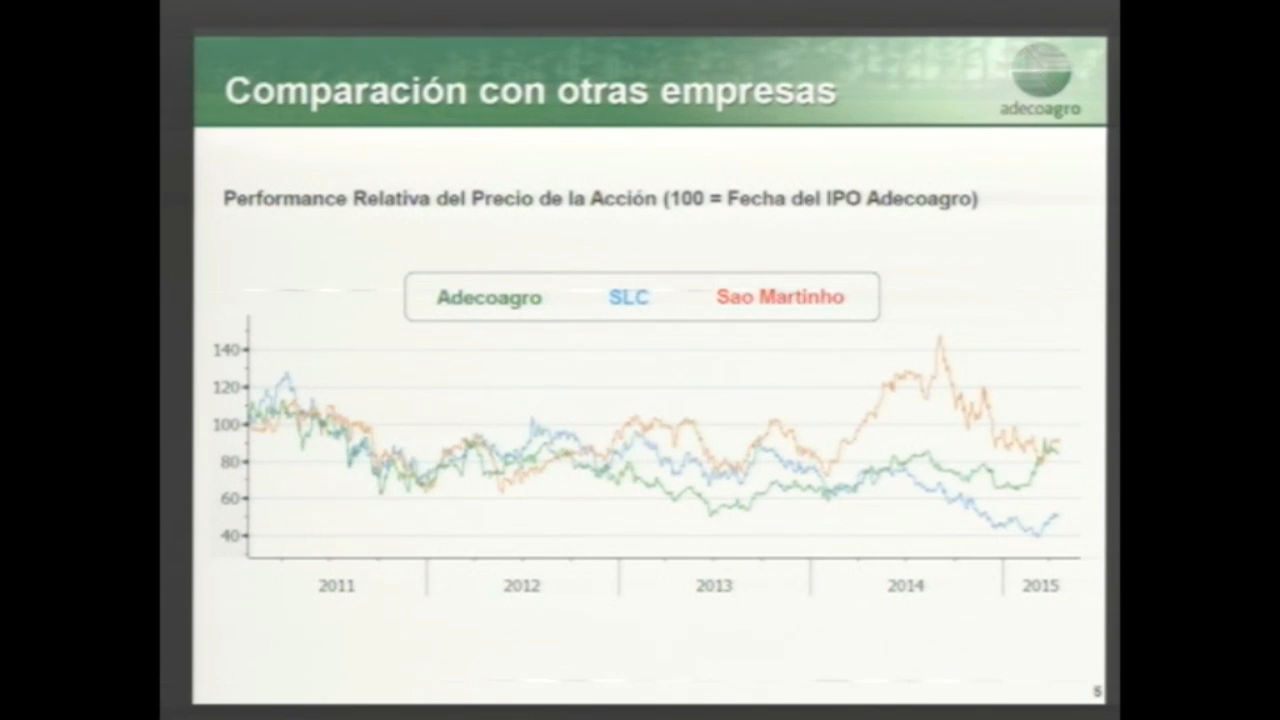 Comparación con otras empresas
adecoagro
Performance Relativa del Precio de la Acción (100 = Fecha del IPO Adecoagro)
Adecoagro SLC Sao Martinho
140
120
100
80
60
40
2011 2012 2013 2014 2015
5